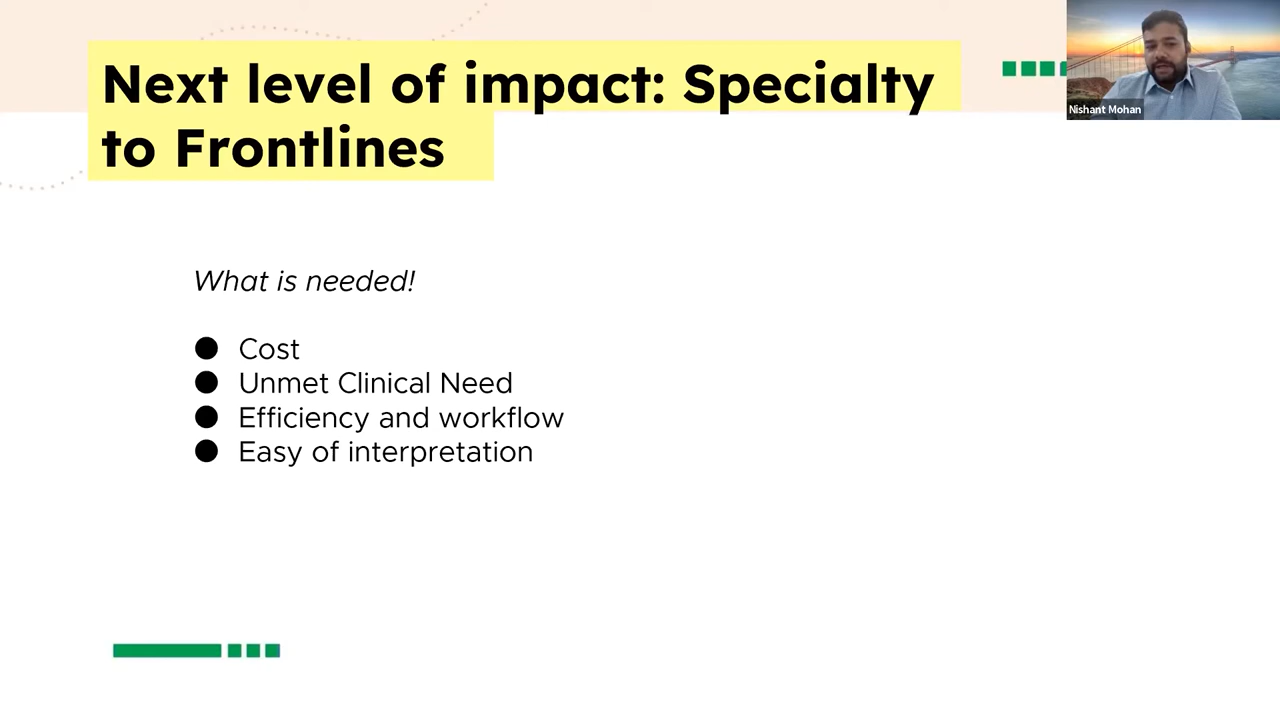 Next level of impact: Specialty
to Frontlines
Nishant Mohan
What is needed!
● Cost
● Unmet Clinical Need
● Efficiency and workflow
● Easy of interpretation